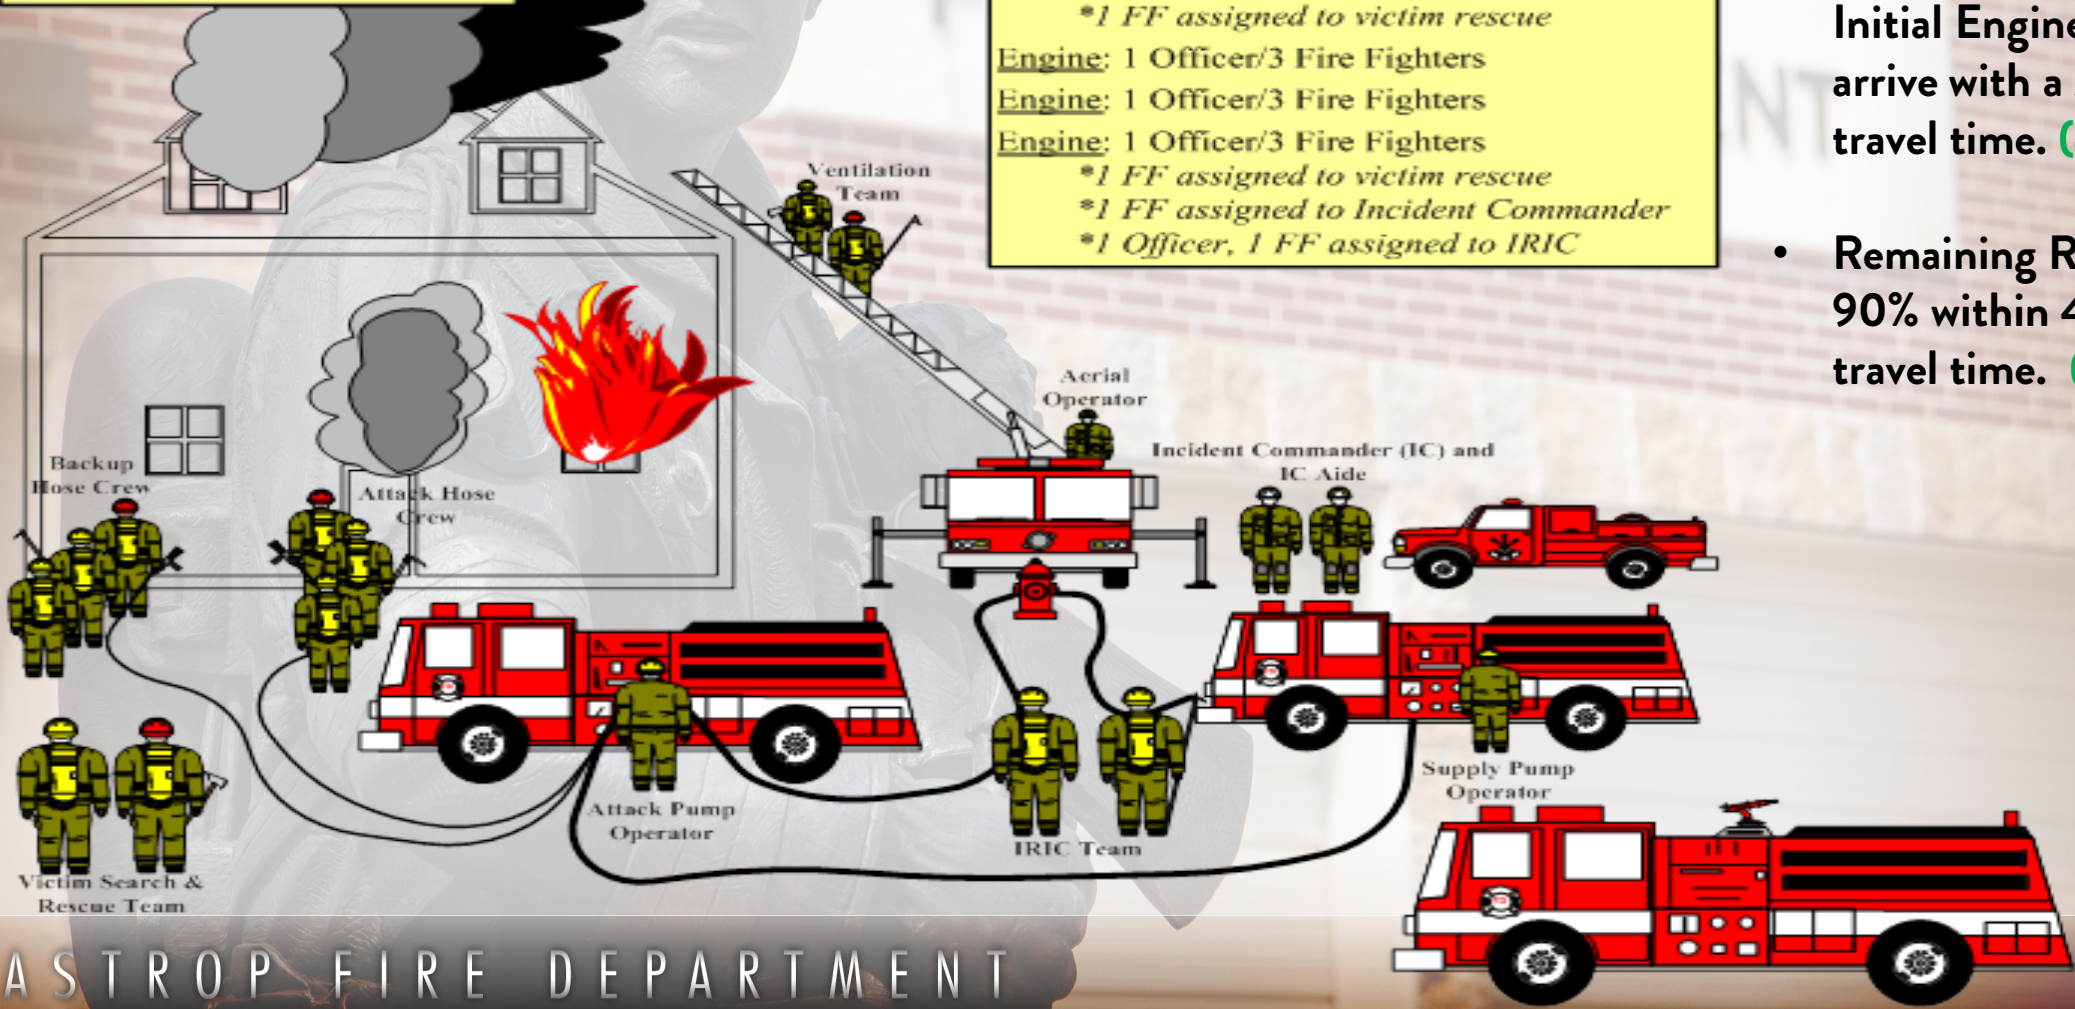 *1 FF assigned to victim rescue
Engine: 1 Officer/3 Fire Fighters
Engine: 1 Officer/3 Fire Fighters
Engine: 1 Officer/3 Fire Fighters
*1 FF assigned to victim rescue
*1 FF assigned to Incident Commander
*1 Officer, 1 FF assigned to IRIC
Initial Engine
arrive with a
travel time. (
• Remaining R
90% within 4
travel time. (
NT
Ventilation
Team
Aerial
Operator
Incident Commander (IC) and
IC Aide
Backup
Hose Crew
Attack Hose
Crew
Attack Pump
Operator
IRIC Team
Supply Pump
Operator
Victim Search &
Rescue Team
ASTROP FIRE DEPARTMENT